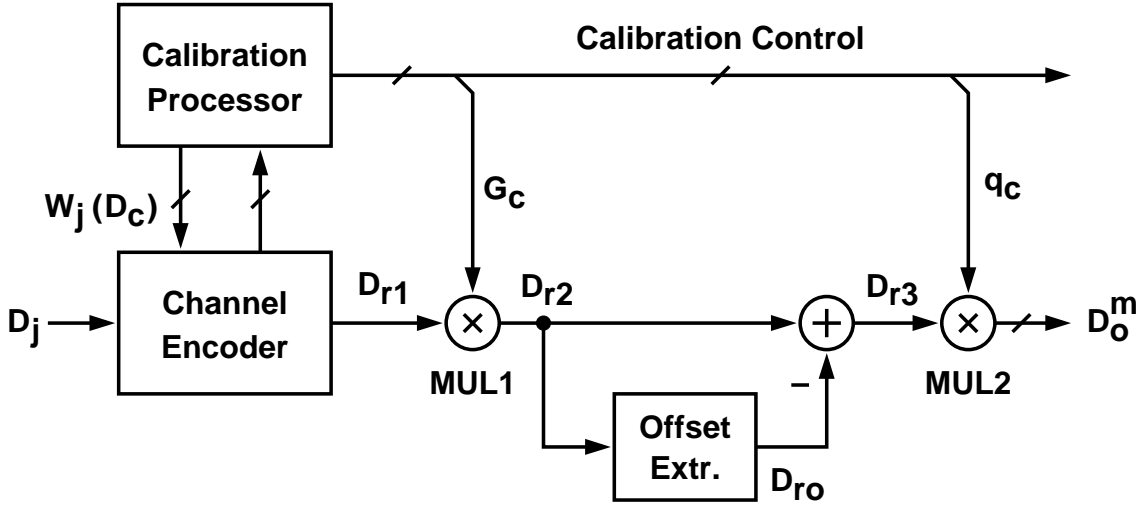 Calibration
Processor
Calibration Control
W_j (D_c)
G_c
q_c
D_j
Channel
Encoder
D_r1
×
D_r2
+
D_r3
×
D_o^m
MUL1
−
MUL2
Offset
Extr.
D_ro